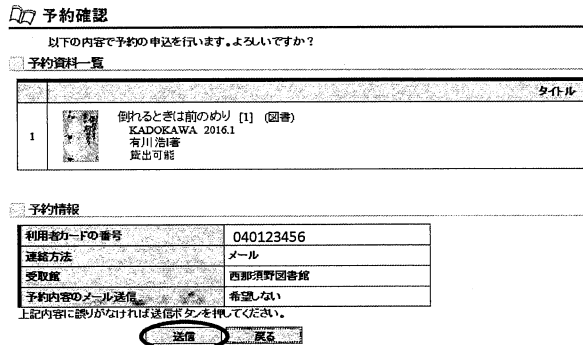 予約確認
以下の内容で予約の申込を行います。よろしいですか？
予約資料一覧
タイトル
1
倒れるときは前のめり [1] (図書)
KADOKAWA 2016.1
有川浩‖著
貸出可能
予約情報
利用者カードの番号 040123456
連絡方法 メール
受取館 西那須野図書館
予約内容のメール送信 希望しない
上記内容に誤りがなければ送信ボタンを押してください。
送信 戻る